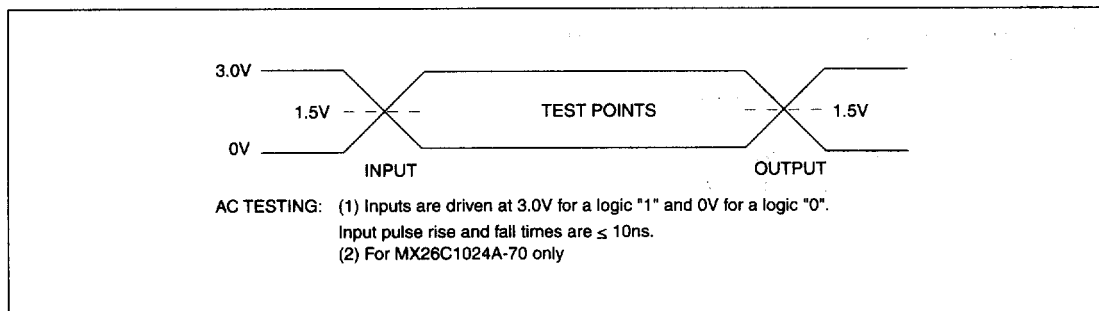 3.0V
1.5V
TEST POINTS
1.5V
0V
INPUT
OUTPUT
AC TESTING: (1) Inputs are driven at 3.0V for a logic "1" and 0V for a logic "0".
Input pulse rise and fall times are ≤ 10ns.
(2) For MX26C1024A-70 only